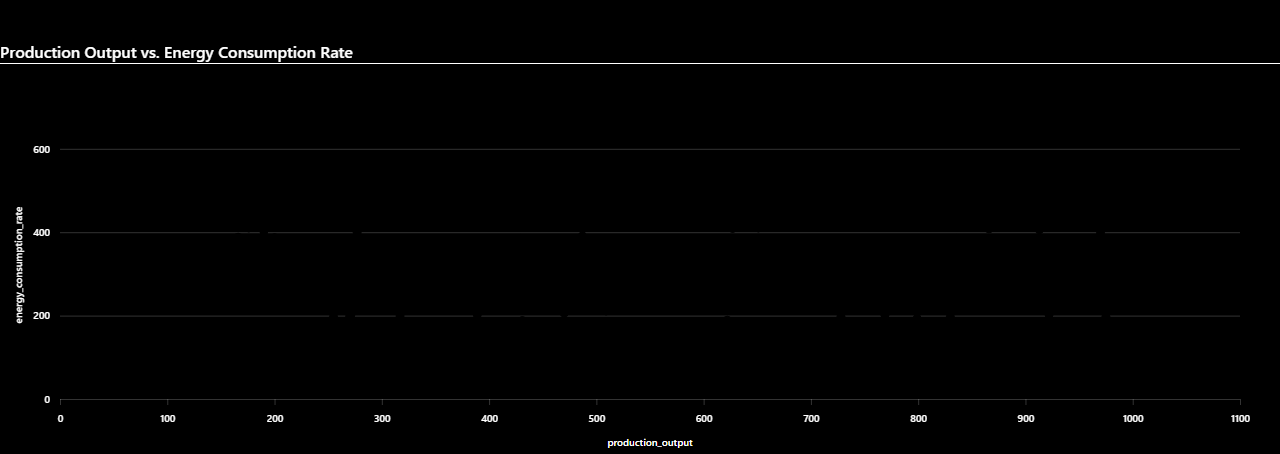 Production Output vs. Energy Consumption Rate
600
400
200
0
energy_consumption_rate
0 100 200 300 400 500 600 700 800 900 1000 1100
production_output